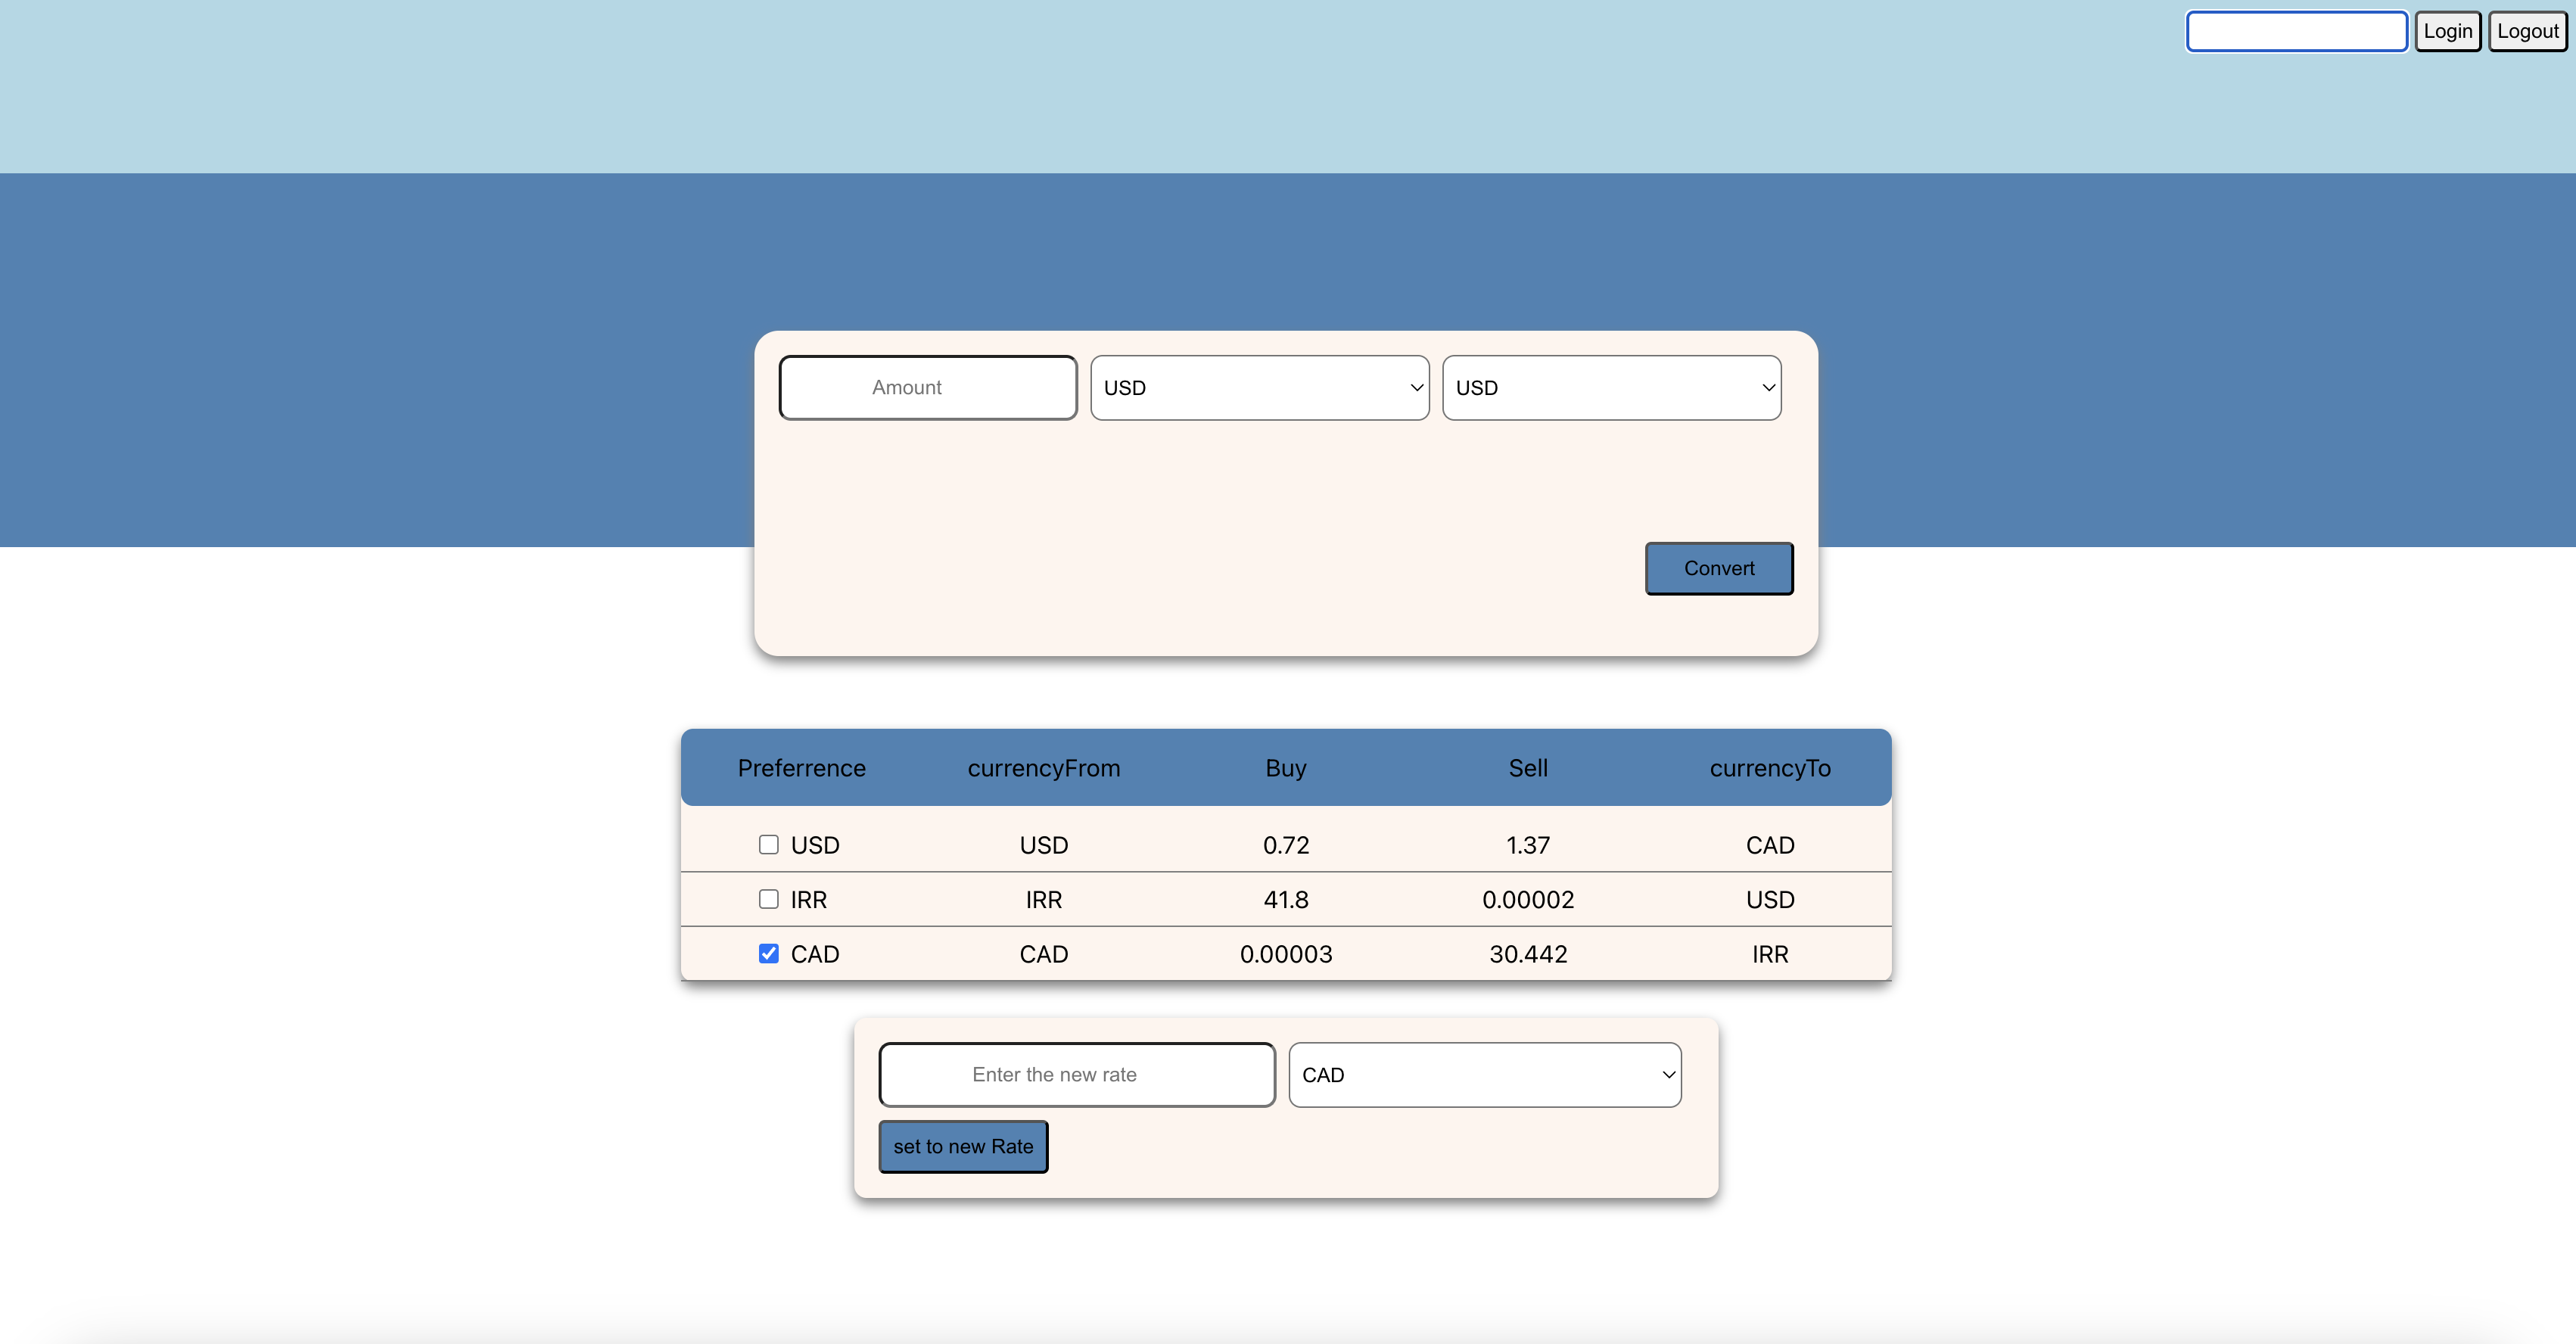 Login Logout
Amount USD USD
Convert
Preferrence currencyFrom Buy Sell currencyTo
USD USD 0.72 1.37 CAD
IRR IRR 41.8 0.00002 USD
CAD CAD 0.00003 30.442 IRR
Enter the new rate CAD
set to new Rate